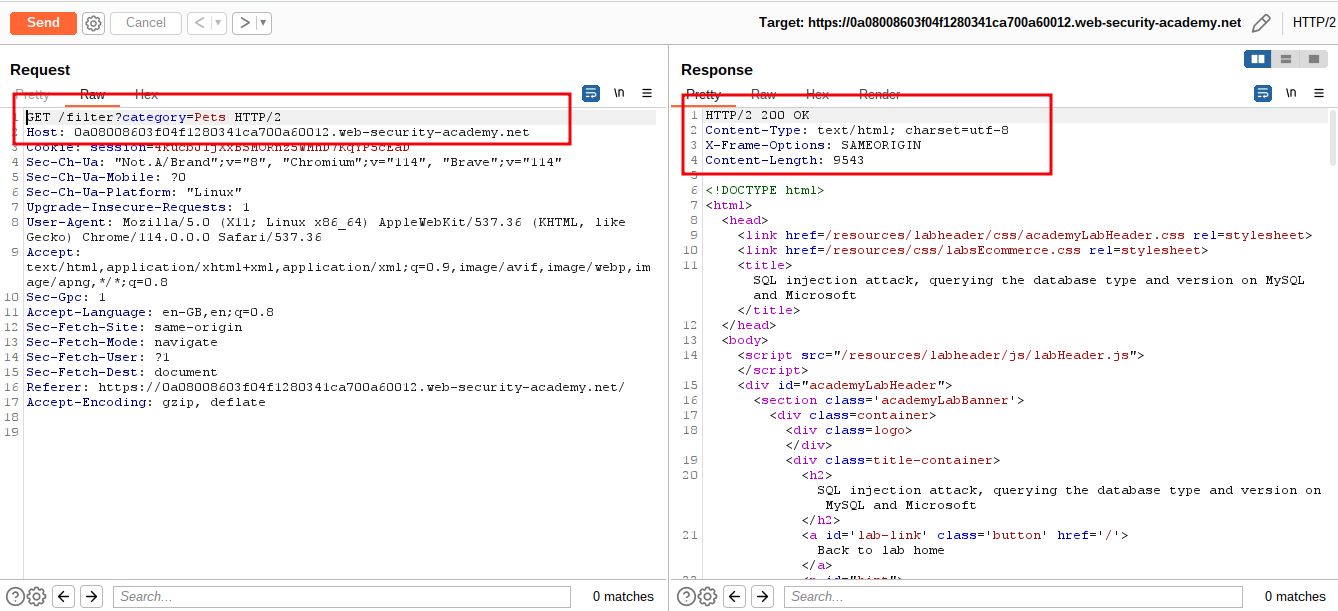 Send
Cancel
Target: https://0a08008603f04f1280341ca700a60012.web-security-academy.net
HTTP/2
Request
Pretty Raw Hex
\n
1 GET /filter?category=Pets HTTP/2
2 Host: 0a08008603f04f1280341ca700a60012.web-security-academy.net
3 Cookie:
4 Sec-Ch-Ua: "Not.A/Brand";v="8", "Chromium";v="114", "Brave";v="114"
5 Sec-Ch-Ua-Mobile: ?0
6 Sec-Ch-Ua-Platform: "Linux"
7 Upgrade-Insecure-Requests: 1
8 User-Agent: Mozilla/5.0 (X11; Linux x86_64) AppleWebKit/537.36 (KHTML, like
Gecko) Chrome/114.0.0.0 Safari/537.36
9 Accept:
text/html,application/xhtml+xml,application/xml;q=0.9,image/avif,image/webp,im
age/apng,*/*;q=0.8
10 Sec-Gpc: 1
11 Accept-Language: en-GB,en;q=0.8
12 Sec-Fetch-Site: same-origin
13 Sec-Fetch-Mode: navigate
14 Sec-Fetch-User: ?1
15 Sec-Fetch-Dest: document
16 Referer: https://0a08008603f04f1280341ca700a60012.web-security-academy.net/
17 Accept-Encoding: gzip, deflate
18
19
Search...
0 matches
Response
Pretty Raw Hex Render
\n
1 HTTP/2 200 OK
2 Content-Type: text/html; charset=utf-8
3 X-Frame-Options: SAMEORIGIN
4 Content-Length: 9543
5
6 <!DOCTYPE html>
7 <html>
8 <head>
9 <link href=/resources/labheader/css/academyLabHeader.css rel=stylesheet>
10 <link href=/resources/css/labsEcommerce.css rel=stylesheet>
11 <title>
SQL injection attack, querying the database type and version on MySQL
and Microsoft
</title>
12 </head>
13 <body>
14 <script src="/resources/labheader/js/labHeader.js">
</script>
15 <div id="academyLabHeader">
16 <section class='academyLabBanner'>
17 <div class=container>
18 <div class=logo>
</div>
19 <div class=title-container>
20 <h2>
SQL injection attack, querying the database type and version on
MySQL and Microsoft
</h2>
21 <a id='lab-link' class='button' href='/'>
Back to lab home
</a>
Search...
0 matches